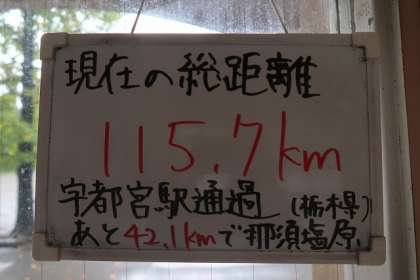 現在の総距離
115.7km
宇都宮駅通過(栃木県)
あと42.1kmで那須塩原.